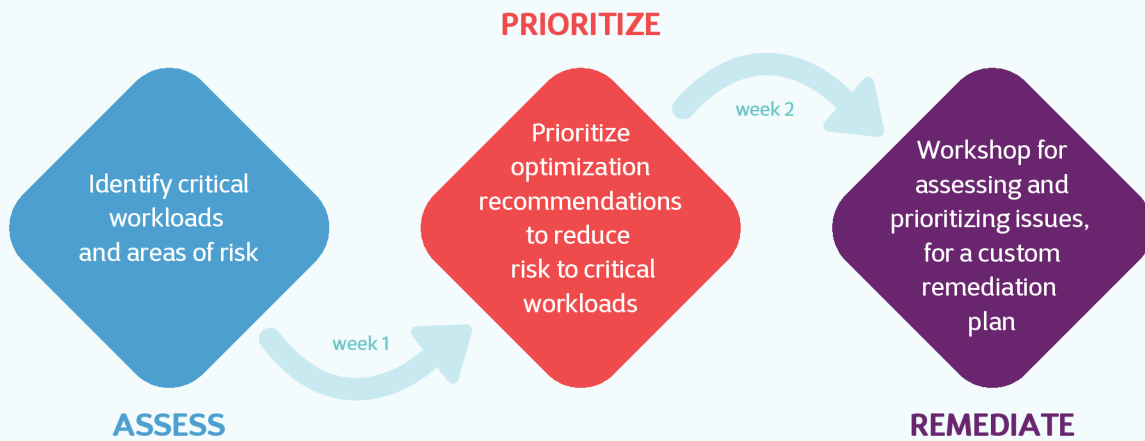 PRIORITIZE
Identify critical
workloads
and areas of risk
ASSESS
week 1
Prioritize
optimization
recommendations
to reduce
risk to critical
workloads
week 2
Workshop for
assessing and
prioritizing issues,
for a custom
remediation
plan
REMEDIATE